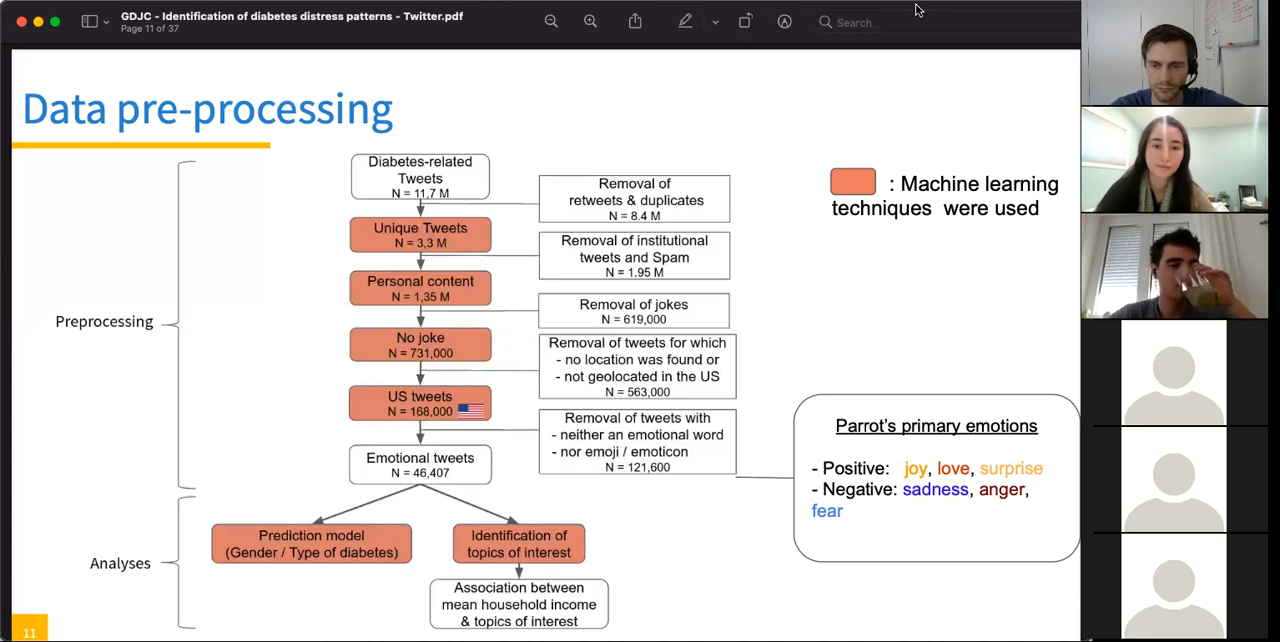 GDJC - Identification of diabetes distress patterns - Twitter.pdf
Page 11 of 37
Search
Data pre-processing
Diabetes-related
Tweets
N = 11,7 M
Removal of
retweets & duplicates
N = 8.4 M
Unique Tweets
N = 3,3 M
Removal of institutional
tweets and Spam
N = 1.95 M
Personal content
N = 1,35 M
Removal of jokes
N = 619,000
No joke
N = 731,000
Removal of tweets for which
- no location was found or
- not geolocated in the US
N = 563,000
US tweets
N = 168,000
Removal of tweets with
- neither an emotional word
- nor emoji / emoticon
N = 121,600
Emotional tweets
N = 46,407
Preprocessing
: Machine learning
techniques were used
Parrot's primary emotions
- Positive: joy, love, surprise
- Negative: sadness, anger,
fear
Analyses
Prediction model
(Gender / Type of diabetes)
Identification of
topics of interest
Association between
mean household income
& topics of interest
11